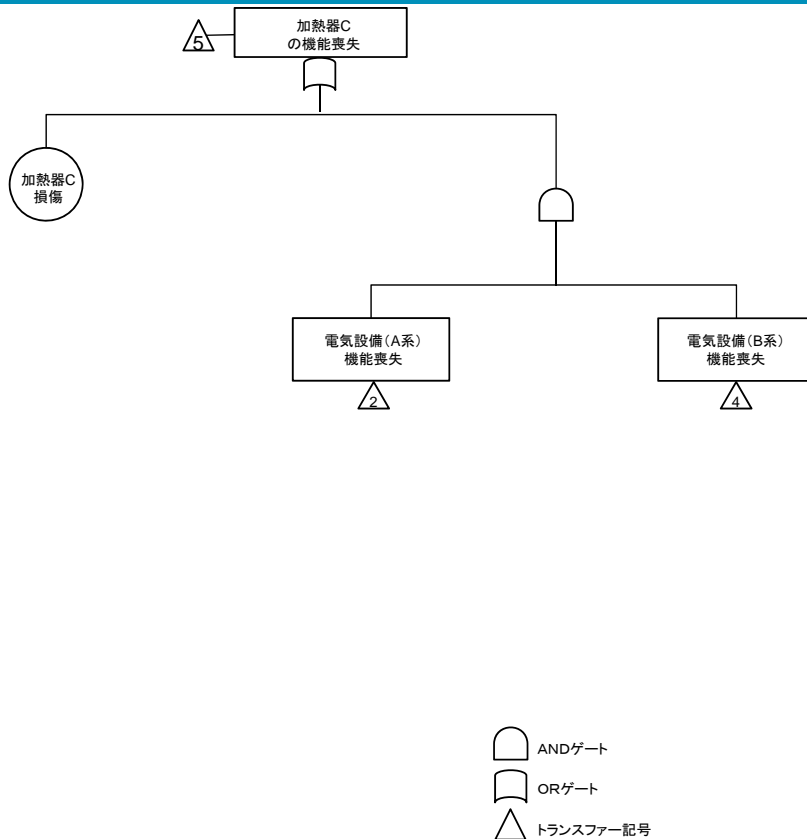 5
加熱器C
の機能喪失
加熱器C
損傷
電気設備（A系）
機能喪失
電気設備（B系）
機能喪失
2
4
ANDゲート
ORゲート
トランスファー記号